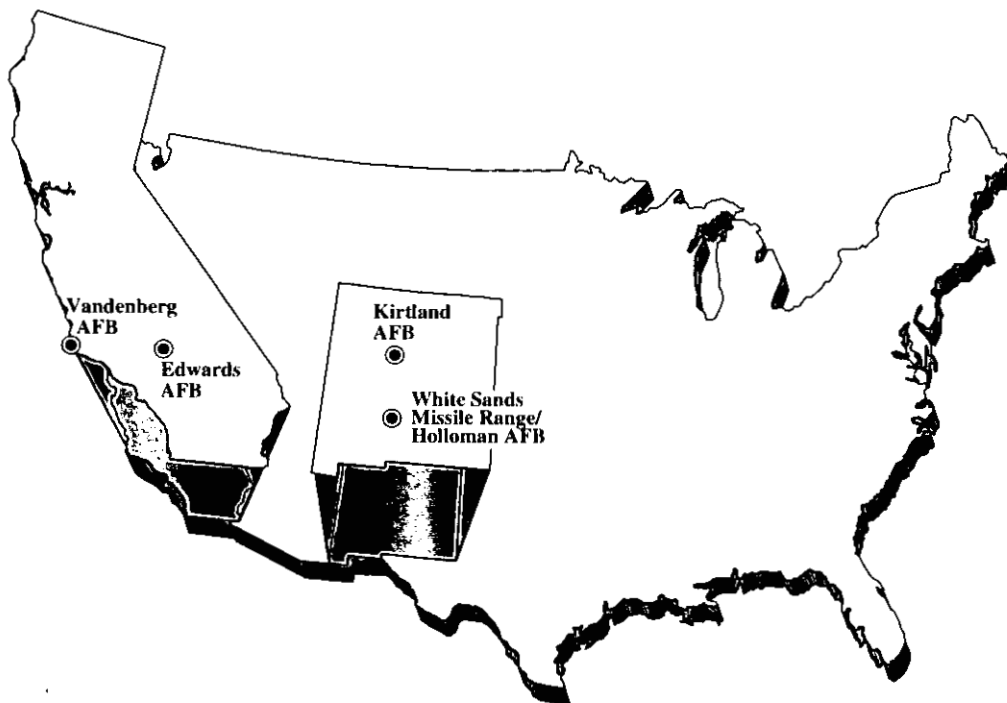 Vandenberg
AFB
Edwards
AFB
Kirtland
AFB
White Sands
Missile Range/
Holloman AFB